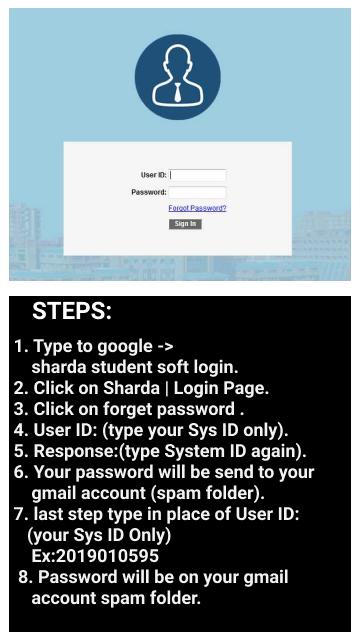 User ID:
Password:
Forgot Password?
Sign In
STEPS:
1. Type to google ->
sharda student soft login.
2. Click on Sharda | Login Page.
3. Click on forget password .
4. User ID: (type your Sys ID only).
5. Response:(type System ID again).
6. Your password will be send to your
gmail account (spam folder).
7. last step type in place of User ID:
(your Sys ID Only)
Ex:2019010595
8. Password will be on your gmail
account spam folder.